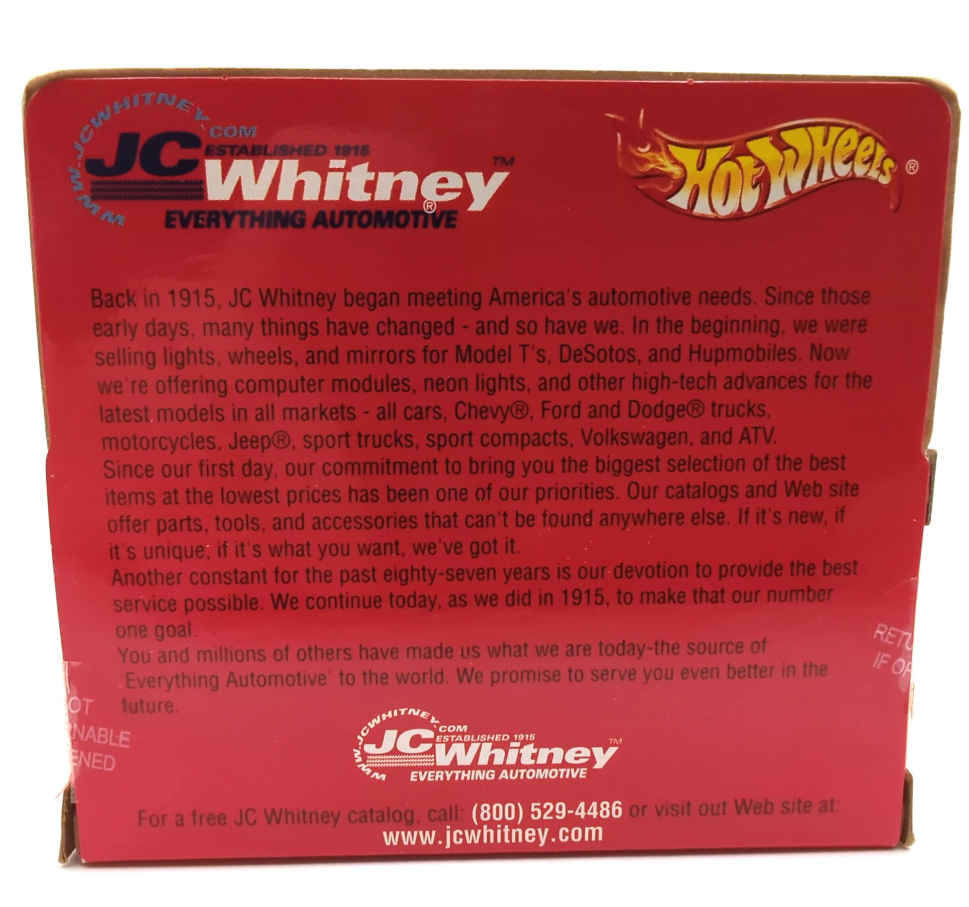 WWW.JCWHITNEY.COM
JC ESTABLISHED 1915
Whitney™
®
EVERYTHING AUTOMOTIVE
Hot Wheels®
Back in 1915, JC Whitney began meeting America's automotive needs. Since those
early days, many things have changed - and so have we. In the beginning, we were
selling lights, wheels, and mirrors for Model T's, DeSotos, and Hupmobiles. Now
we're offering computer modules, neon lights, and other high-tech advances for the
latest models in all markets - all cars, Chevy®, Ford and Dodge® trucks,
motorcycles, Jeep®, sport trucks, sport compacts, Volkswagen, and ATV.
Since our first day, our commitment to bring you the biggest selection of the best
items at the lowest prices has been one of our priorities. Our catalogs and Web site
offer parts, tools, and accessories that can't be found anywhere else. If it's new, if
it's unique, if it's what you want, we've got it.
Another constant for the past eighty-seven years is our devotion to provide the best
service possible. We continue today, as we did in 1915, to make that our number
one goal.
You and millions of others have made us what we are today-the source of
'Everything Automotive' to the world. We promise to serve you even better in the
future.
RETU
IF OP
OT
RNABLE
ENED
WWW.JCWHITNEY.COM
JC ESTABLISHED 1915
Whitney™
EVERYTHING AUTOMOTIVE
For a free JC Whitney catalog, call: (800) 529-4486 or visit out Web site at:
www.jcwhitney.com